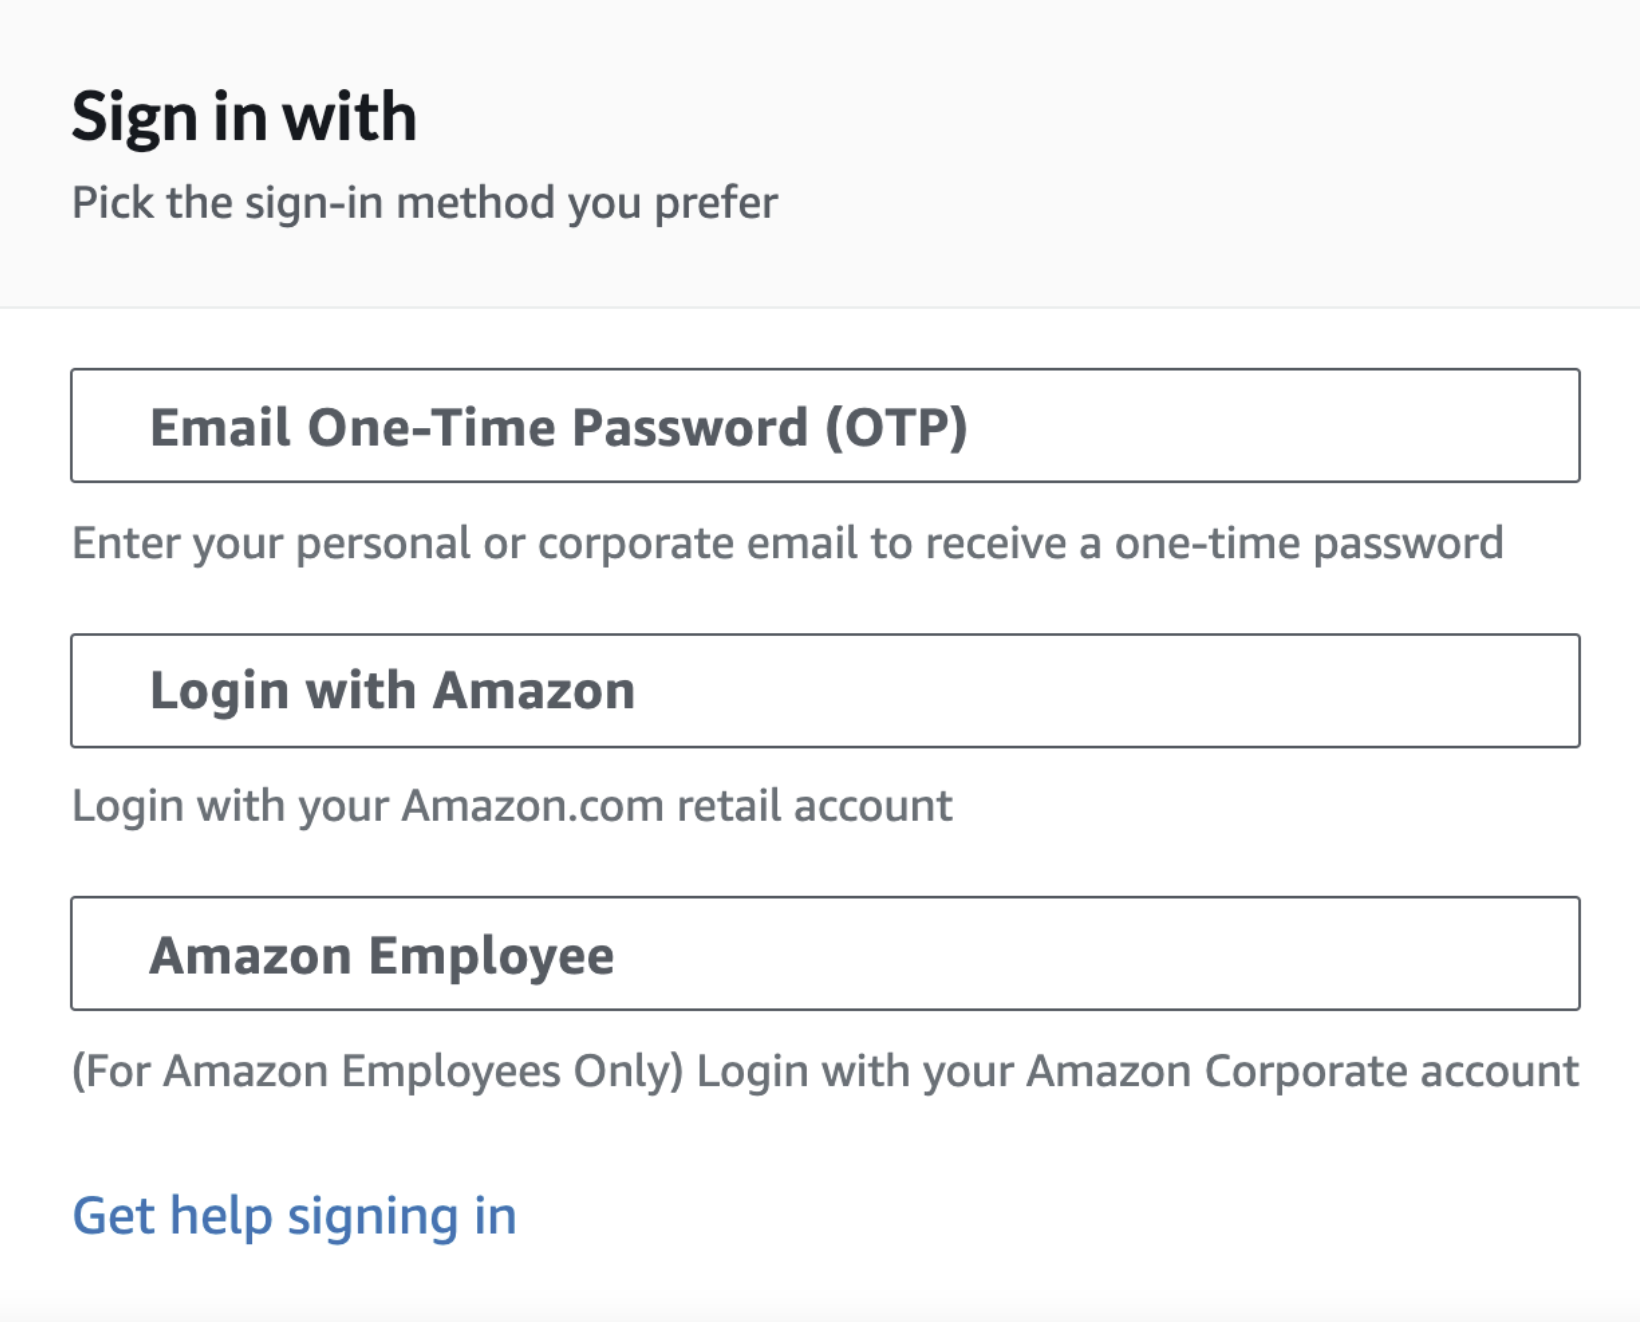 Sign in with
Pick the sign-in method you prefer
Email One-Time Password (OTP)
Enter your personal or corporate email to receive a one-time password
Login with Amazon
Login with your Amazon.com retail account
Amazon Employee
(For Amazon Employees Only) Login with your Amazon Corporate account
Get help signing in